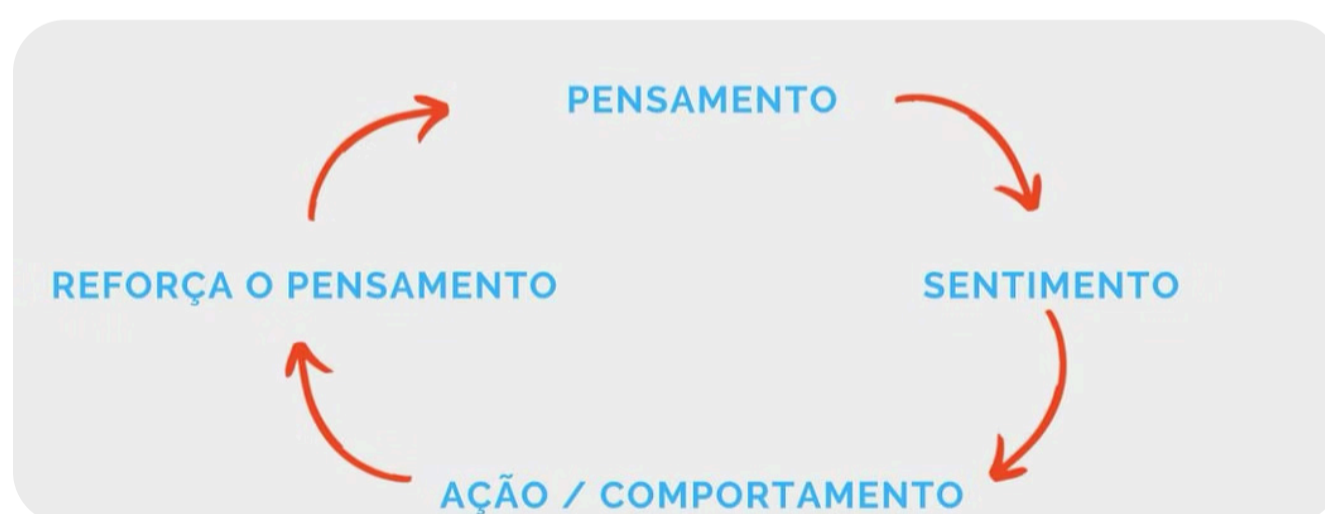 PENSAMENTO
REFORÇA O PENSAMENTO
SENTIMENTO
AÇÃO / COMPORTAMENTO